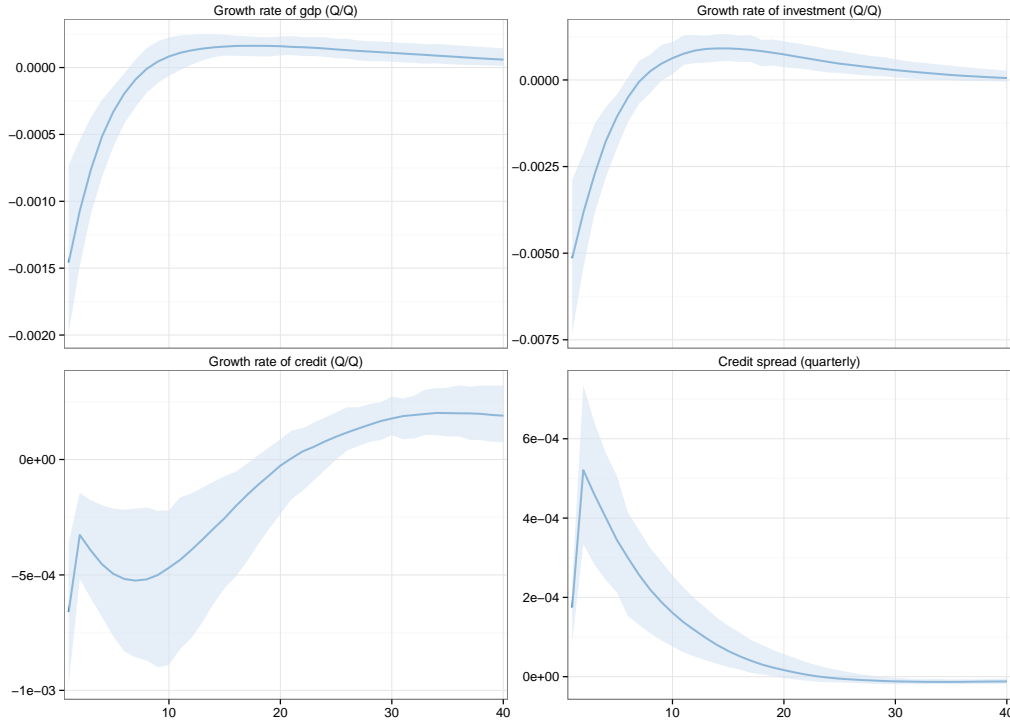 Growth rate of gdp (Q/Q)
Growth rate of investment (Q/Q)
0.0000
−0.0005
−0.0010
−0.0015
−0.0020
0.0000
−0.0025
−0.0050
−0.0075
Growth rate of credit (Q/Q)
Credit spread (quarterly)
0e+00
−5e−04
−1e−03
6e−04
4e−04
2e−04
0e+00
10 20 30 40
10 20 30 40